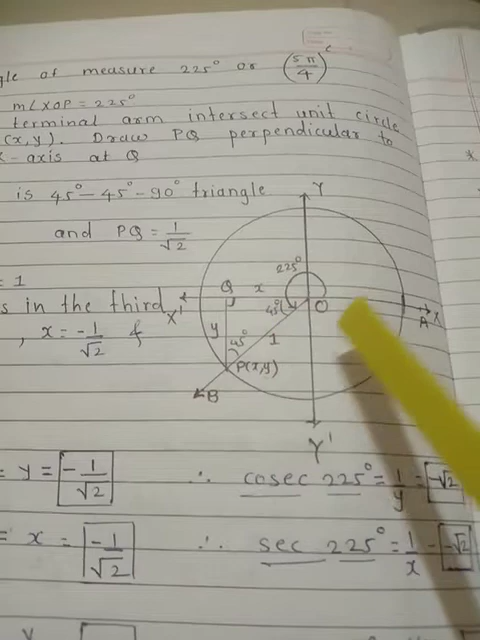 gle of measure 225° or (5π/4)ᶜ
m∠XOP = 225°
terminal arm intersect unit circle
(x,y). Draw PQ perpendicular to
X-axis at Q
is 45°-45°-90° triangle
and PQ = 1/√2
= 1
s in the third
, x = -1/√2 &
Y
225°
Q x
X'
45°
O
A X
y
45°
1
P(x,y)
B
Y'
= y = -1/√2 ∴ cosec 225° = 1/y = -√2
= x = -1/√2 ∴ sec 225° = 1/x = -√2